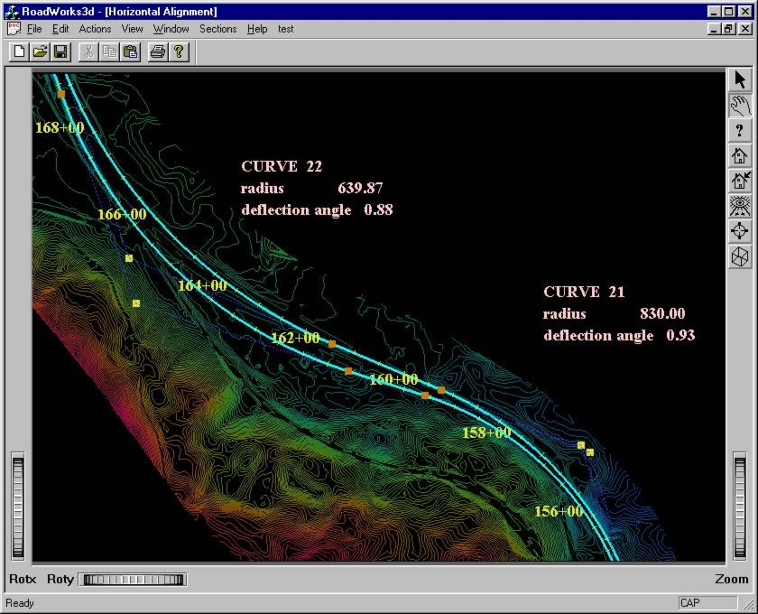 RoadWorks3d - [Horizontal Alignment]
File Edit Actions View Window Sections Help test
168+00
CURVE 22
radius 639.87
deflection angle 0.88
166+00
164+00
CURVE 21
radius 830.00
deflection angle 0.93
162+00
160+00
158+00
156+00
Rotx Roty Zoom
Ready CAP